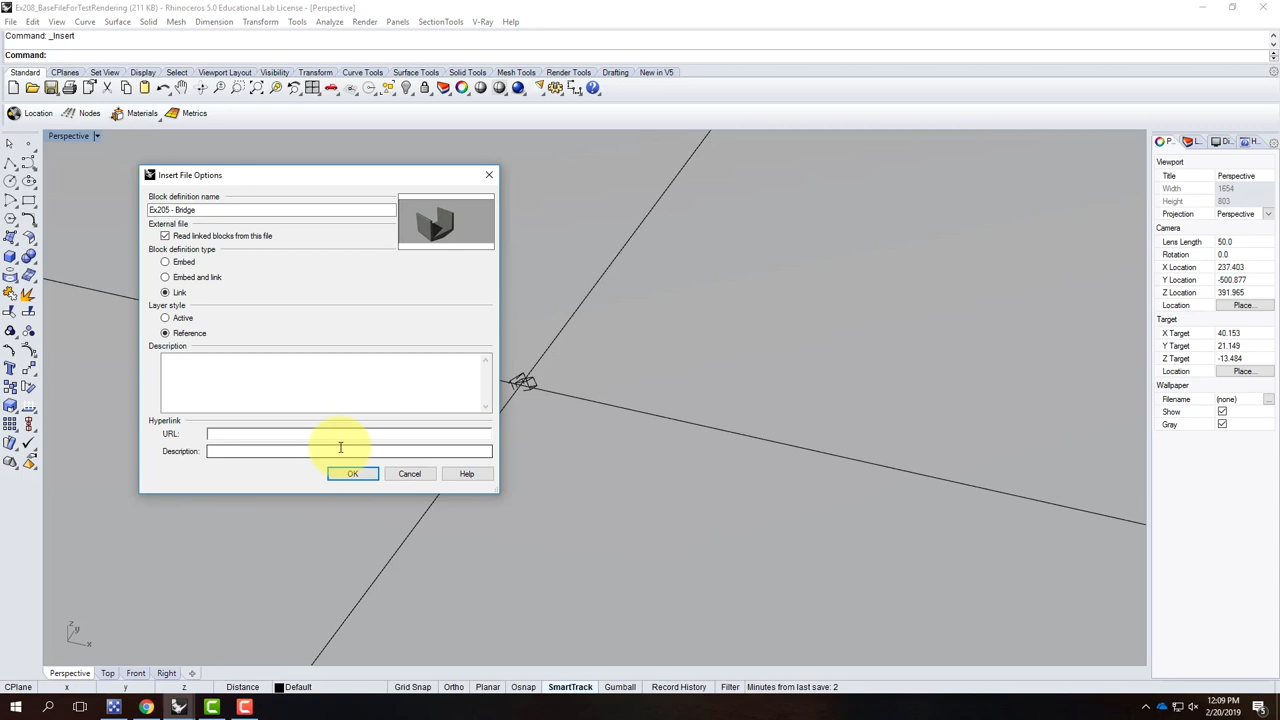 Ex208_BaseFileForTestRendering (211 KB) - Rhinoceros 5.0 Educational Lab License - [Perspective]
File Edit View Curve Surface Solid Mesh Dimension Transform Tools Analyze Render Panels SectionTools V-Ray Help
Command: _Insert
Command:
Standard CPlanes Set View Display Select Viewport Layout Visibility Transform Curve Tools Surface Tools Solid Tools Mesh Tools Render Tools Drafting New in V5
Location Nodes Materials Metrics
Perspective
P... L... Di... H...
Viewport
Title Perspective
Width 1654
Height 803
Projection Perspective
Camera
Lens Length 50.0
Rotation 0.0
X Location 237.403
Y Location -500.877
Z Location 391.965
Location Place...
Target
X Target 40.153
Y Target 21.149
Z Target -13.484
Location Place...
Wallpaper
Filename (none) ...
Show
Gray
Insert File Options
Block definition name
Ex205 - Bridge
External file
Read linked blocks from this file
Block definition type
Embed
Embed and link
Link
Layer style
Active
Reference
Description
Hyperlink
URL:
Description:
OK Cancel Help
z
y
x
Perspective Top Front Right
CPlane x y z Distance Default Grid Snap Ortho Planar Osnap SmartTrack Gumball Record History Filter Minutes from last save: 2
12:09 PM
2/20/2019
5